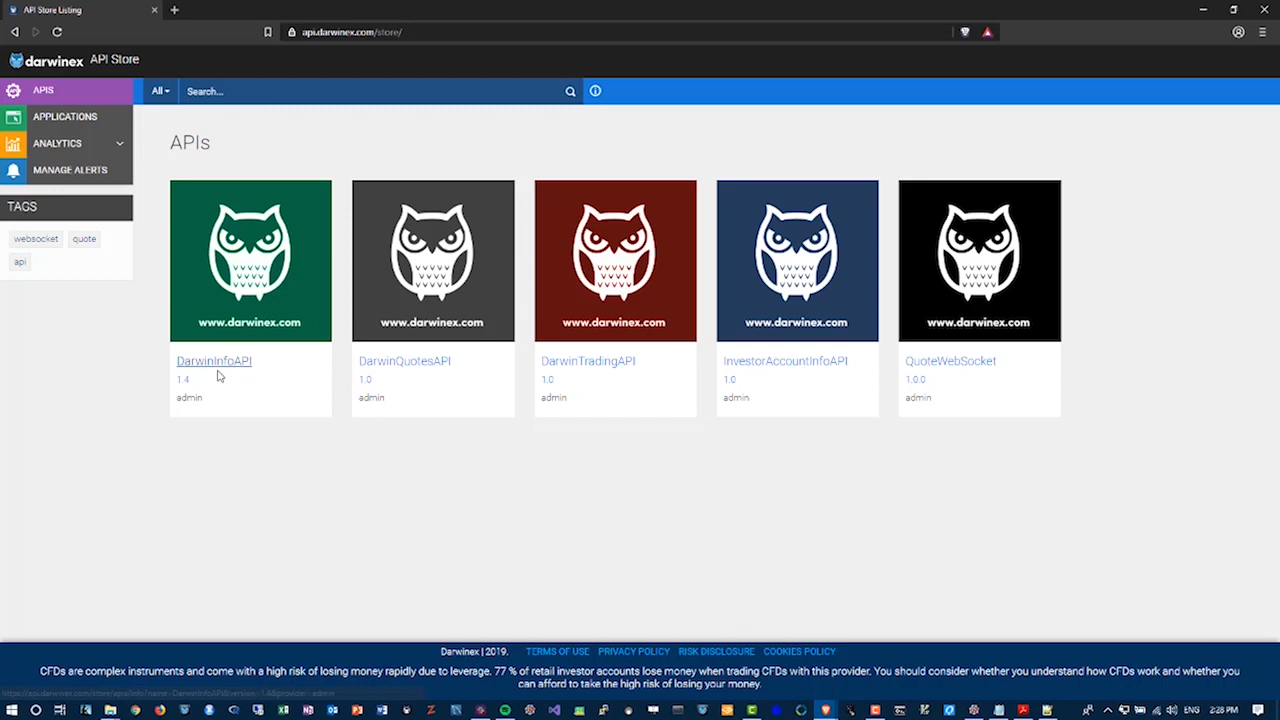 API Store Listing
api.darwinex.com/store/
darwinex API Store
APIS
All Search...
APPLICATIONS
ANALYTICS
MANAGE ALERTS
TAGS
websocket quote
api
APIs
www.darwinex.com www.darwinex.com www.darwinex.com www.darwinex.com www.darwinex.com
DarwinInfoAPI DarwinQuotesAPI DarwinTradingAPI InvestorAccountInfoAPI QuoteWebSocket
1.4 1.0 1.0 1.0 1.0.0
admin admin admin admin admin
Darwinex | 2019. TERMS OF USE PRIVACY POLICY RISK DISCLOSURE COOKIES POLICY
CFDs are complex instruments and come with a high risk of losing money rapidly due to leverage. 77 % of retail investor accounts lose money when trading CFDs with this provider. You should consider whether you understand how CFDs work and whether you
can afford to take the high risk of losing your money.
ENG 2:28 PM